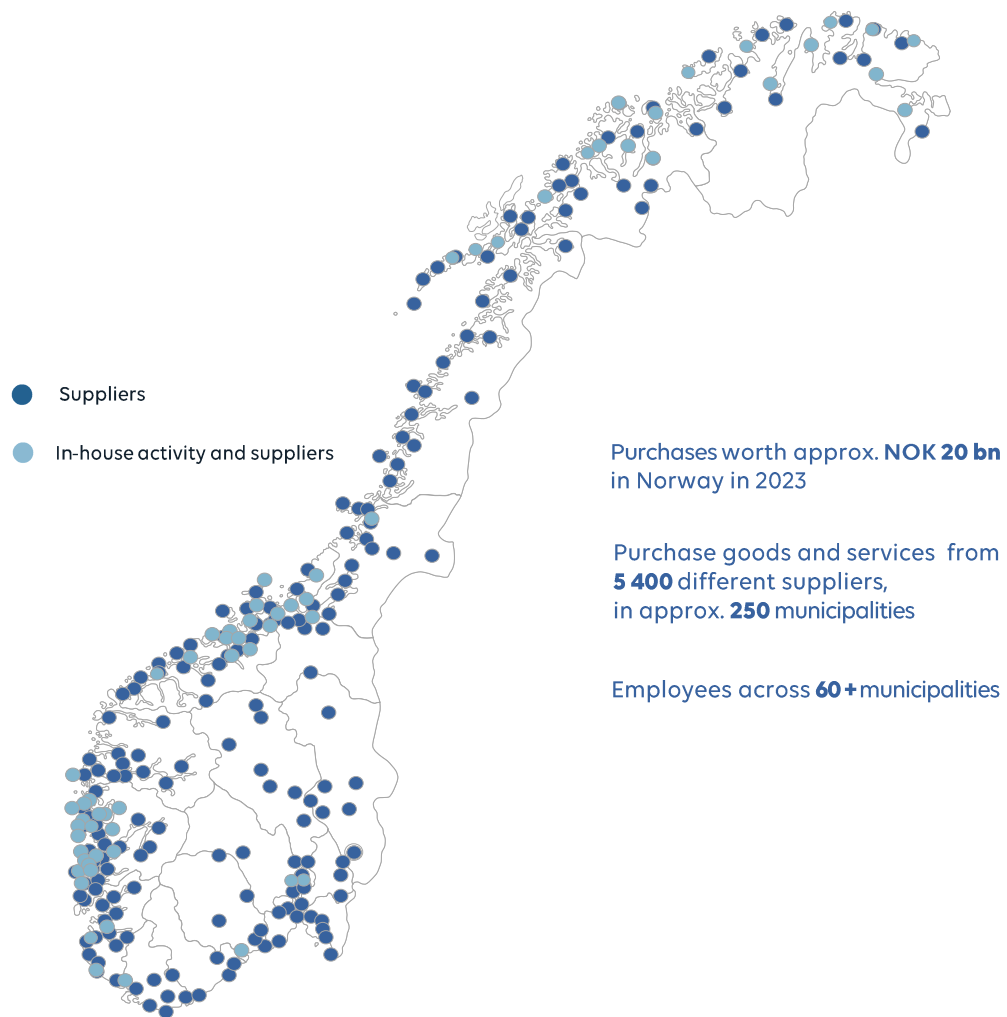 Suppliers
In-house activity and suppliers
Purchases worth approx. NOK 20 bn
in Norway in 2023
Purchase goods and services from
5 400 different suppliers,
in approx. 250 municipalities
Employees across 60+ municipalities